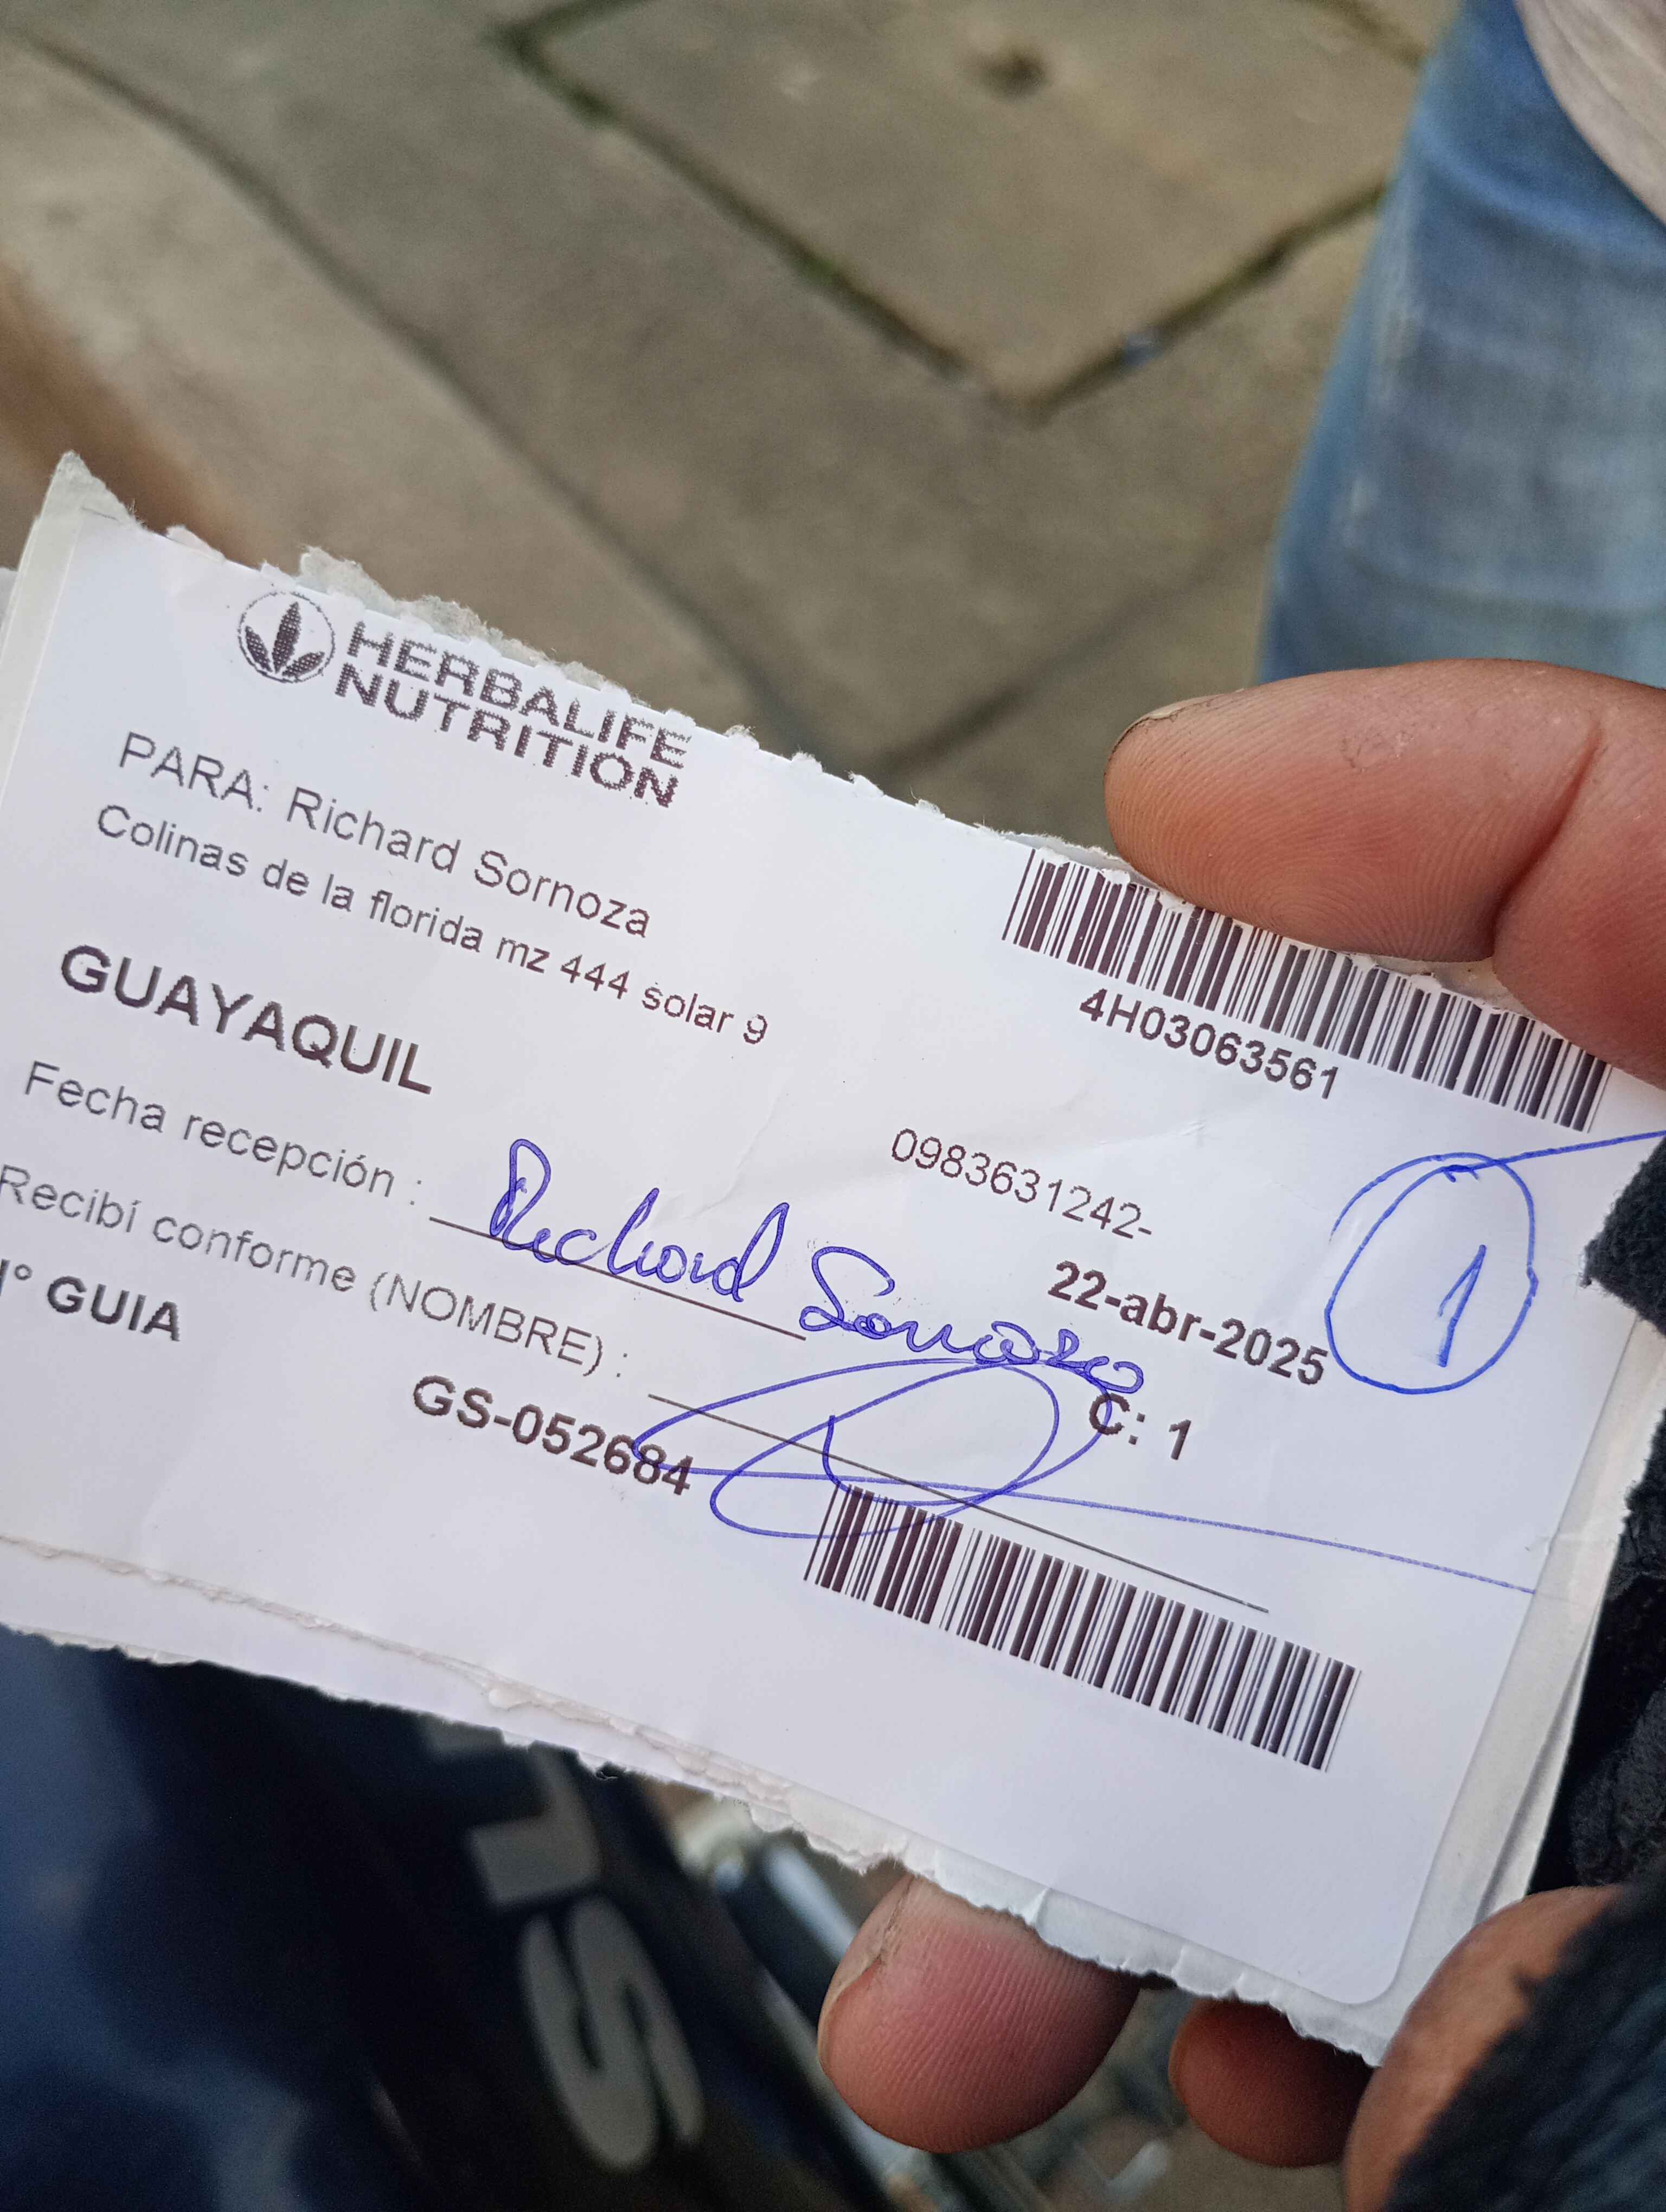 HERBALIFE
NUTRITION
PARA: Richard Sornoza
Colinas de la florida mz 444 solar 9
4H03063561
GUAYAQUIL
0983631242-
Fecha recepción : Richard Sornoza
22-abr-2025
1
Recibí conforme (NOMBRE) :
C: 1
° GUIA
GS-052684